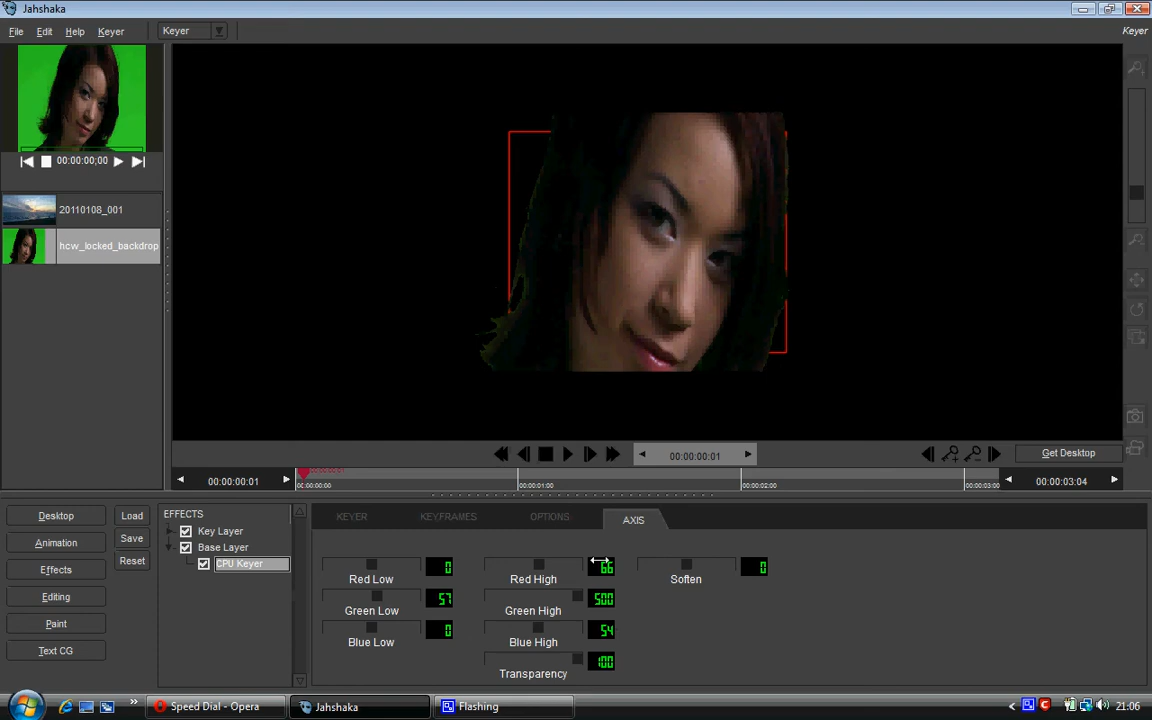 Jahshaka
File Edit Help Keyer Keyer Keyer
00:00:00;00
20110108_001
hcw_locked_backdrop
00:00:00:01
Get Desktop
00:00:00:01
00:00:00:00 00:00:01:00 00:00:02:00 00:00:03:00
00:00:03:04
Desktop Load
Animation Save
Effects Reset
Editing
Paint
Text CG
EFFECTS
Key Layer
Base Layer
CPU Keyer
KEYER KEYFRAMES OPTIONS AXIS
0 66 0
Red Low Red High Soften
57 500
Green Low Green High
0 54
Blue Low Blue High
100
Transparency
Speed Dial - Opera Jahshaka Flashing 21:06